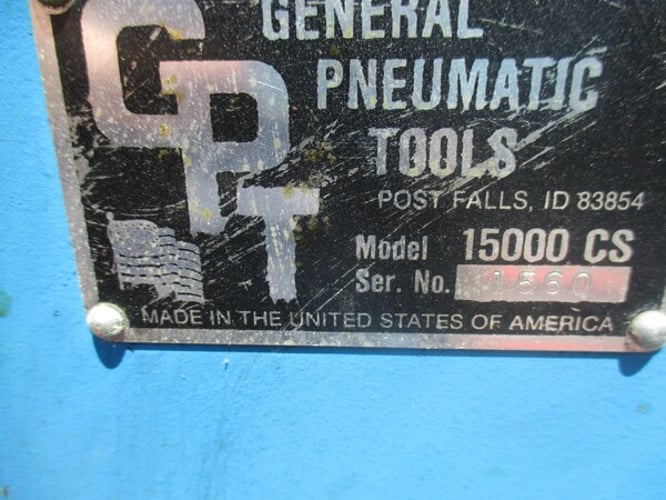 GPT
GENERAL
PNEUMATIC
TOOLS
POST FALLS, ID 83854
Model 15000 CS
Ser. No. 1560
MADE IN THE UNITED STATES OF AMERICA